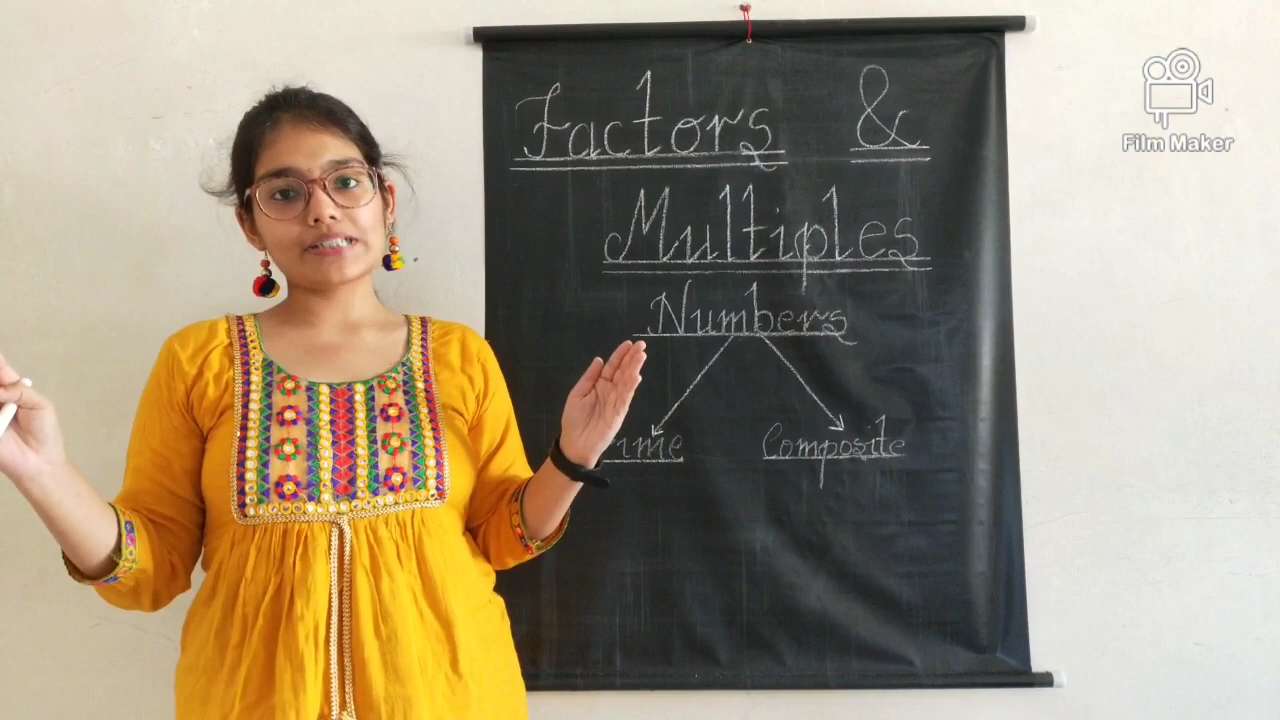 Factors &
Multiples
Numbers
Composite
Film Maker